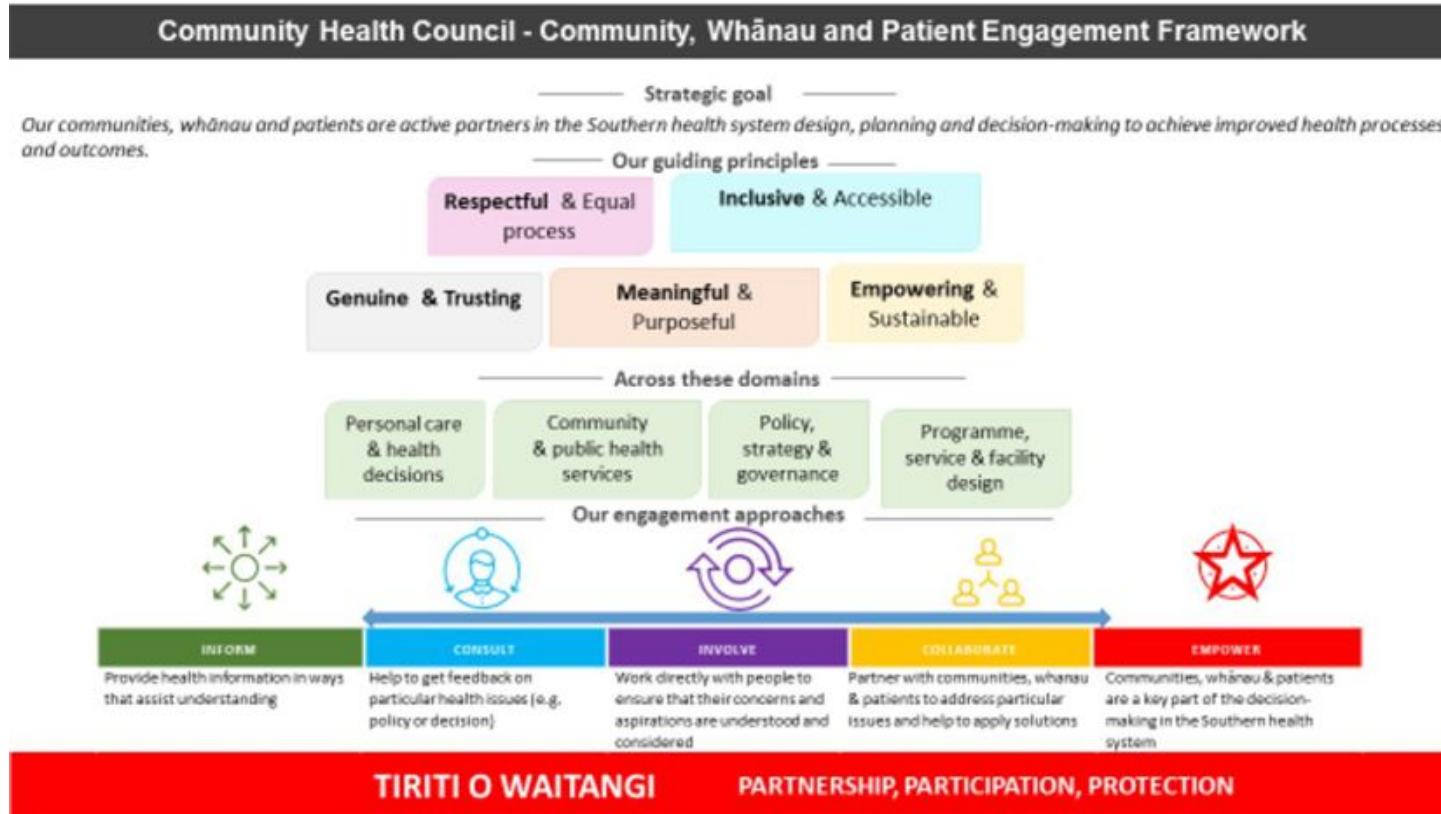 Community Health Council - Community, Whānau and Patient Engagement Framework
Strategic goal
Our communities, whānau and patients are active partners in the Southern health system design, planning and decision-making to achieve improved health processes
and outcomes.
Our guiding principles
Respectful & Equal
process
Inclusive & Accessible
Genuine & Trusting
Meaningful &
Purposeful
Empowering &
Sustainable
Across these domains
Personal care
& health
decisions
Community
& public health
services
Policy,
strategy &
governance
Programme,
service & facility
design
Our engagement approaches
INFORM
Provide health information in ways
that assist understanding
CONSULT
Help to get feedback on
particular health issues (e.g.
policy or decision)
INVOLVE
Work directly with people to
ensure that their concerns and
aspirations are understood and
considered
COLLABORATE
Partner with communities, whanau
& patients to address particular
issues and help to apply solutions
EMPOWER
Communities, whānau & patients
are a key part of the decision-
making in the Southern health
system
TIRITI O WAITANGI
PARTNERSHIP, PARTICIPATION, PROTECTION